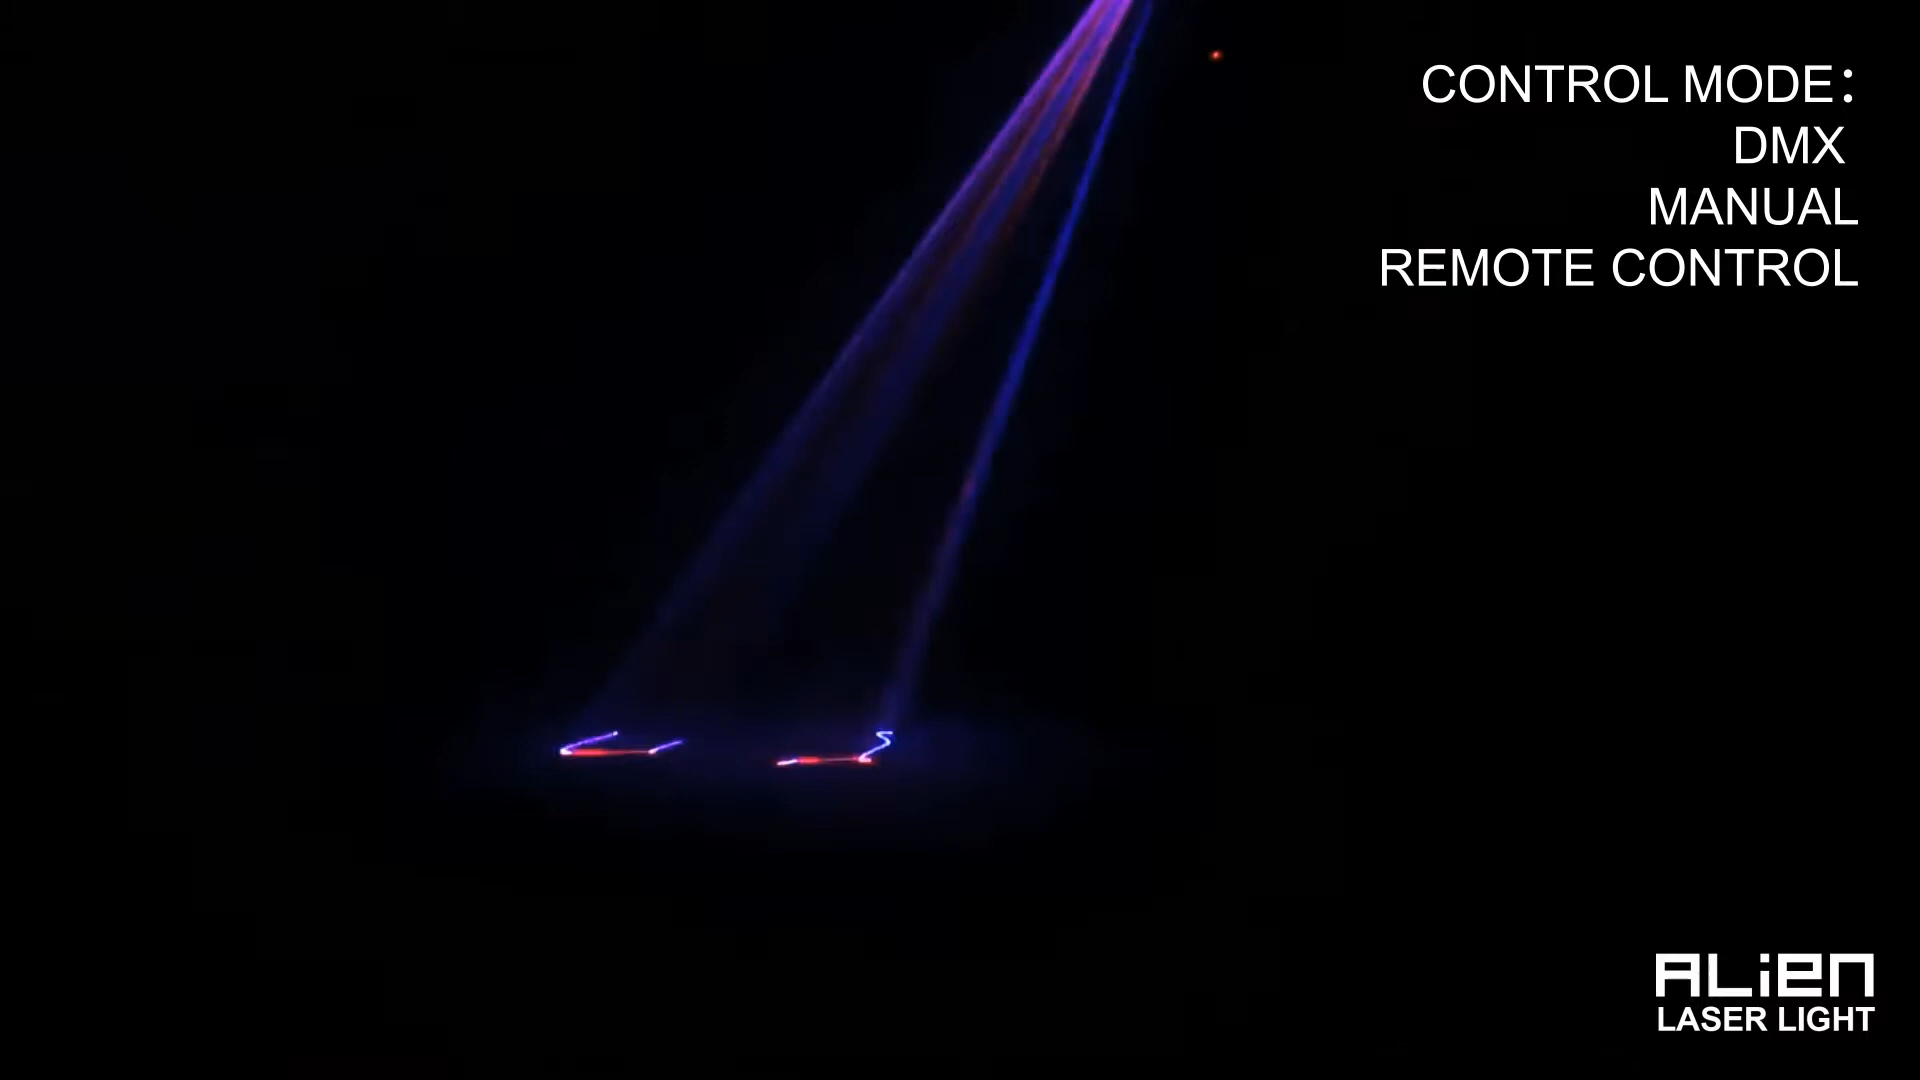 CONTROL MODE：
DMX
MANUAL
REMOTE CONTROL
ALien
LASER LIGHT